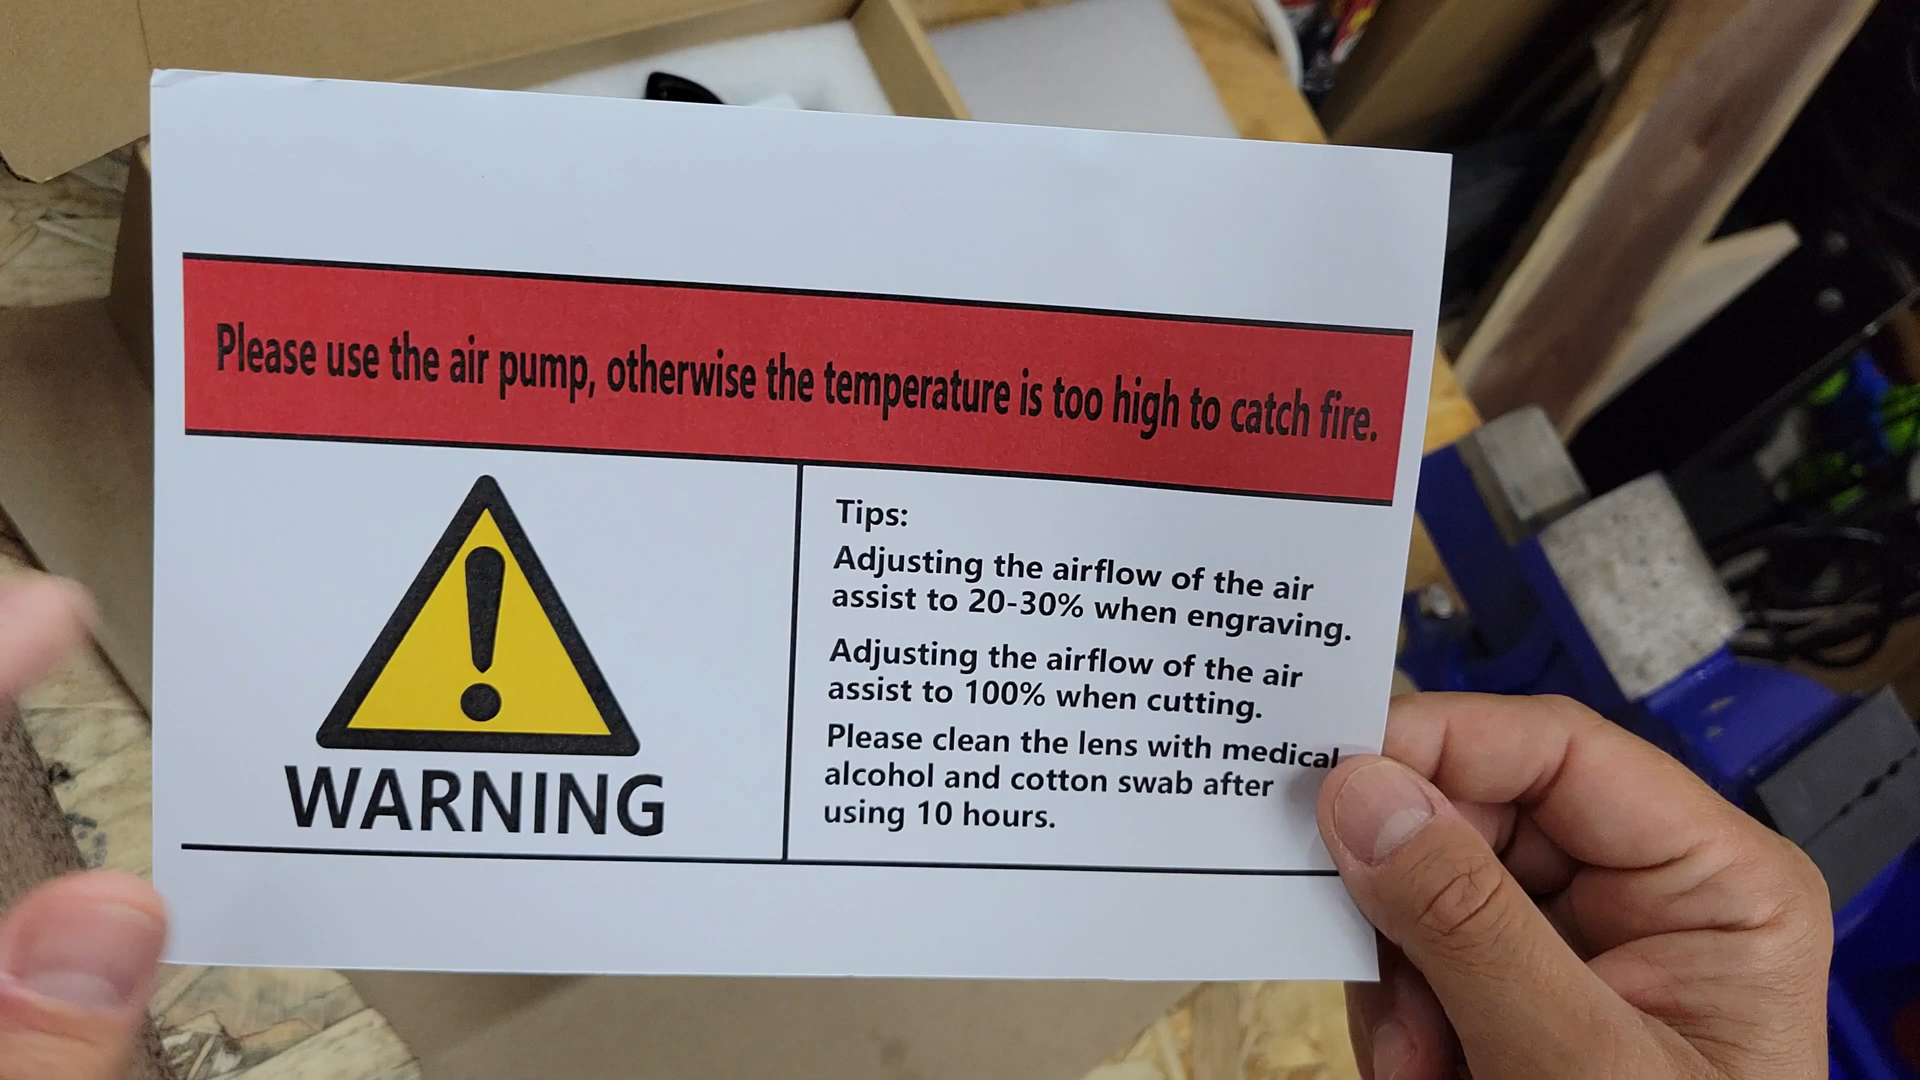 Please use the air pump, otherwise the temperature is too high to catch fire.
WARNING
Tips:
Adjusting the airflow of the air
assist to 20-30% when engraving.
Adjusting the airflow of the air
assist to 100% when cutting.
Please clean the lens with medical
alcohol and cotton swab after
using 10 hours.